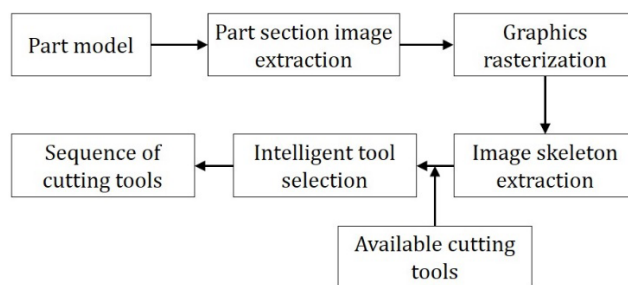 Part model
Part section image
extraction
Graphics
rasterization
Image skeleton
extraction
Intelligent tool
selection
Sequence of
cutting tools
Available cutting
tools